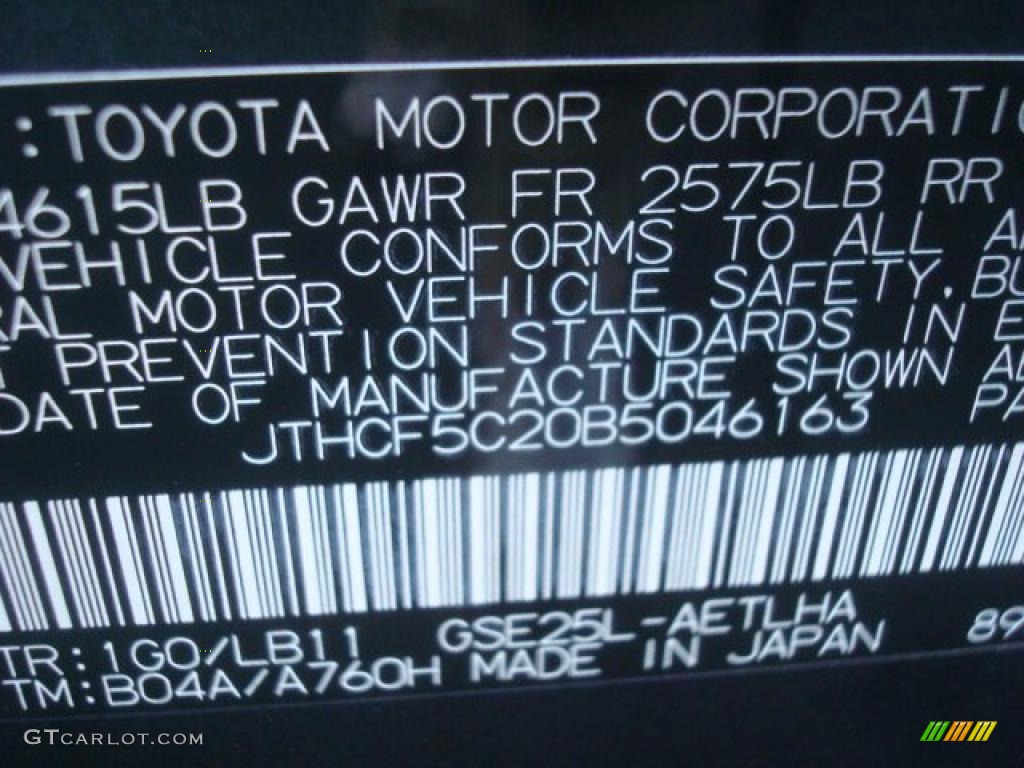 : TOYOTA MOTOR CORPORATI
4615LB GAWR FR 2575LB RR
VEHICLE CONFORMS TO ALL A
RAL MOTOR VEHICLE SAFETY, BU
T PREVENTION STANDARDS IN E
DATE OF MANUFACTURE SHOWN A
JTHCF5C20B5046163 PA
TR: 1G0/LB11 GSE25L-AETLHA
TM: B04A/A760H MADE IN JAPAN 89
GTCARLOT.COM